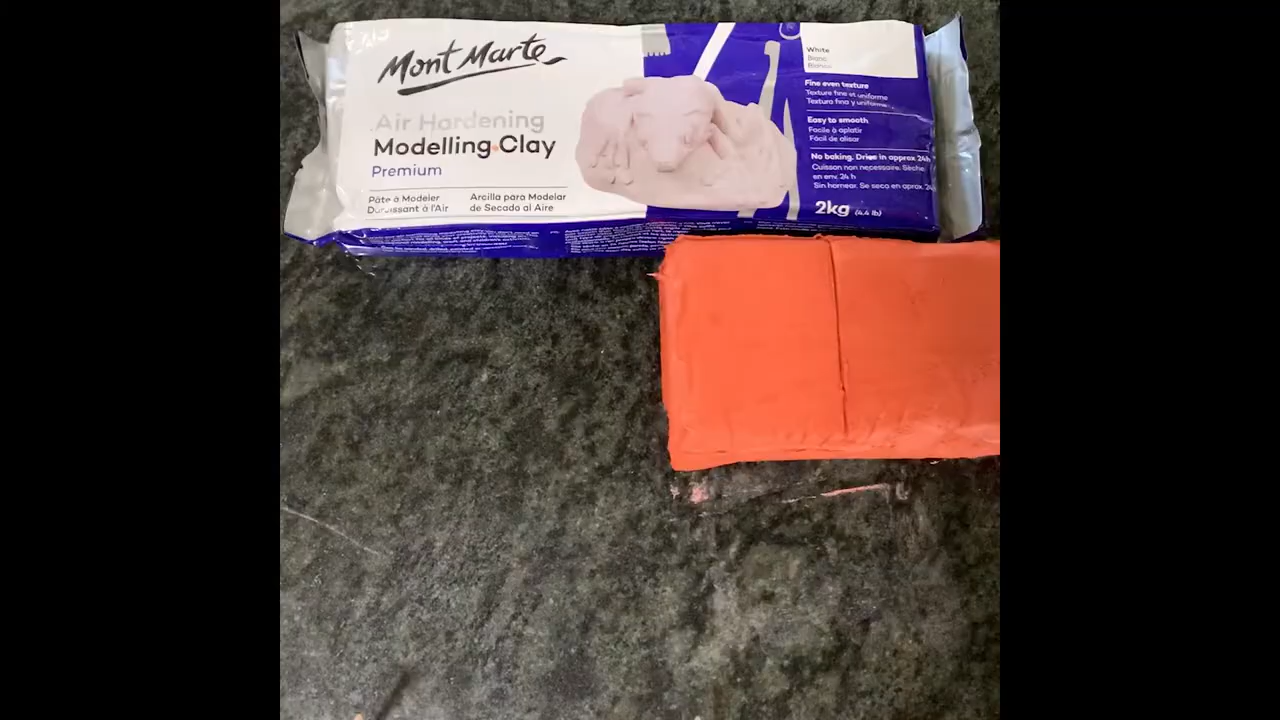 Mont Marte
Air Hardening
Modelling Clay
Premium
Pâte à Modeler
Durcissant à l'Air
Arcilla para Modelar
de Secado al Aire
White
Blanc
Blanco
Fine even texture
Texture fine et uniforme
Textura fina y uniforme
Easy to smooth
Facile à aplatir
Fácil de alisar
No baking. Dries in approx 24h
Cuisson non necessaire. Sèche
en env. 24 h
Sin hornear. Se seca en aprox. 24
2kg (4.4 lb)